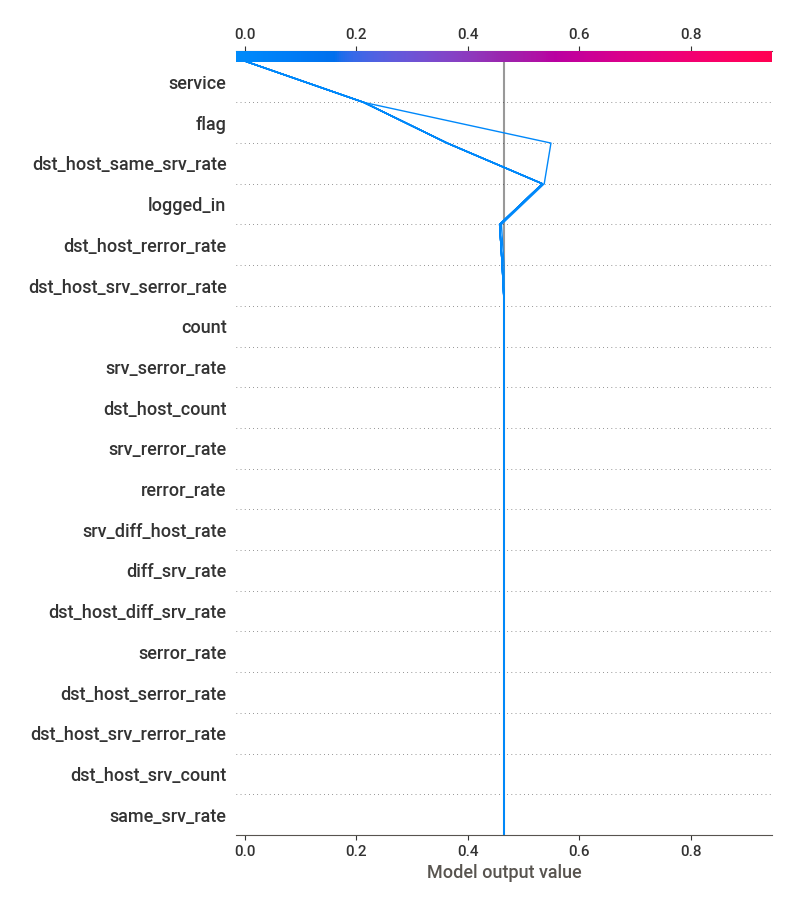 0.0 0.2 0.4 0.6 0.8
service
flag
dst_host_same_srv_rate
logged_in
dst_host_rerror_rate
dst_host_srv_serror_rate
count
srv_serror_rate
dst_host_count
srv_rerror_rate
rerror_rate
srv_diff_host_rate
diff_srv_rate
dst_host_diff_srv_rate
serror_rate
dst_host_serror_rate
dst_host_srv_rerror_rate
dst_host_srv_count
same_srv_rate
0.0 0.2 0.4 0.6 0.8
Model output value